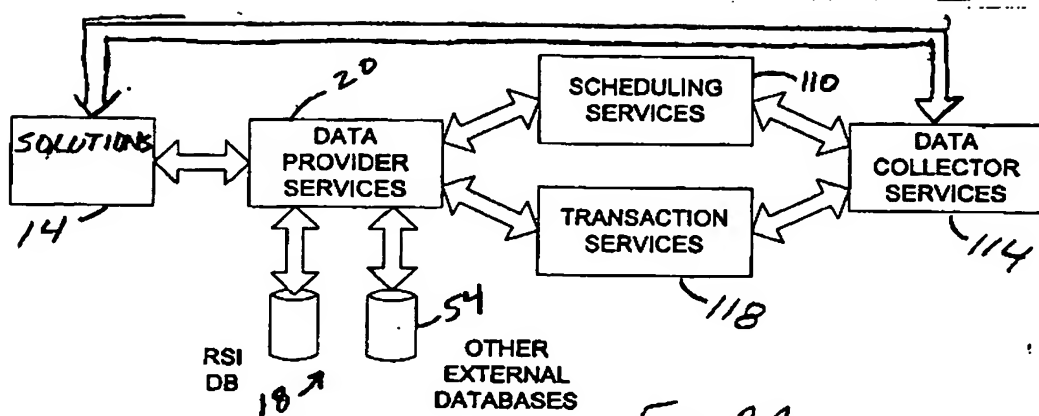 20
SCHEDULING
SERVICES
110
SOLUTIONS
DATA
PROVIDER
SERVICES
DATA
COLLECTOR
SERVICES
14
TRANSACTION
SERVICES
114
118
54
RSI
DB
18
OTHER
EXTERNAL
DATABASES